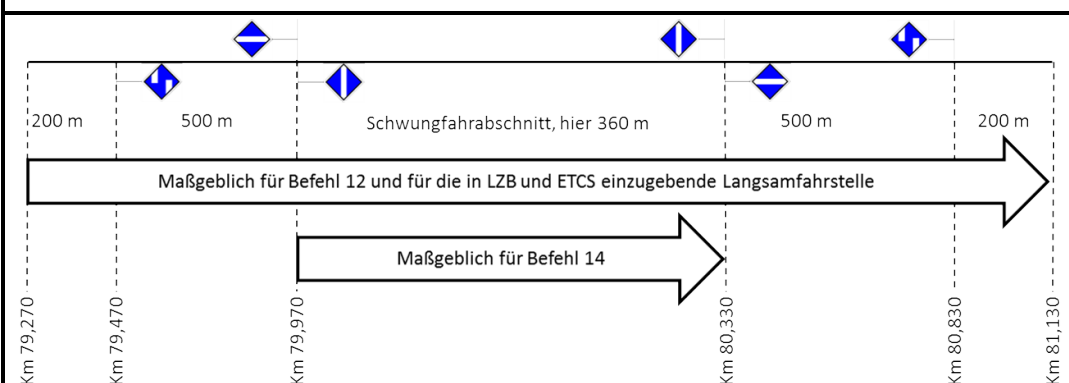 200 m
500 m
Schwungfahrabschnitt, hier 360 m
500 m
200 m
Maßgeblich für Befehl 12 und für die in LZB und ETCS einzugebende Langsamfahrstelle
Maßgeblich für Befehl 14
Km 79,270
Km 79,470
Km 79,970
Km 80,330
Km 80,830
Km 81,130